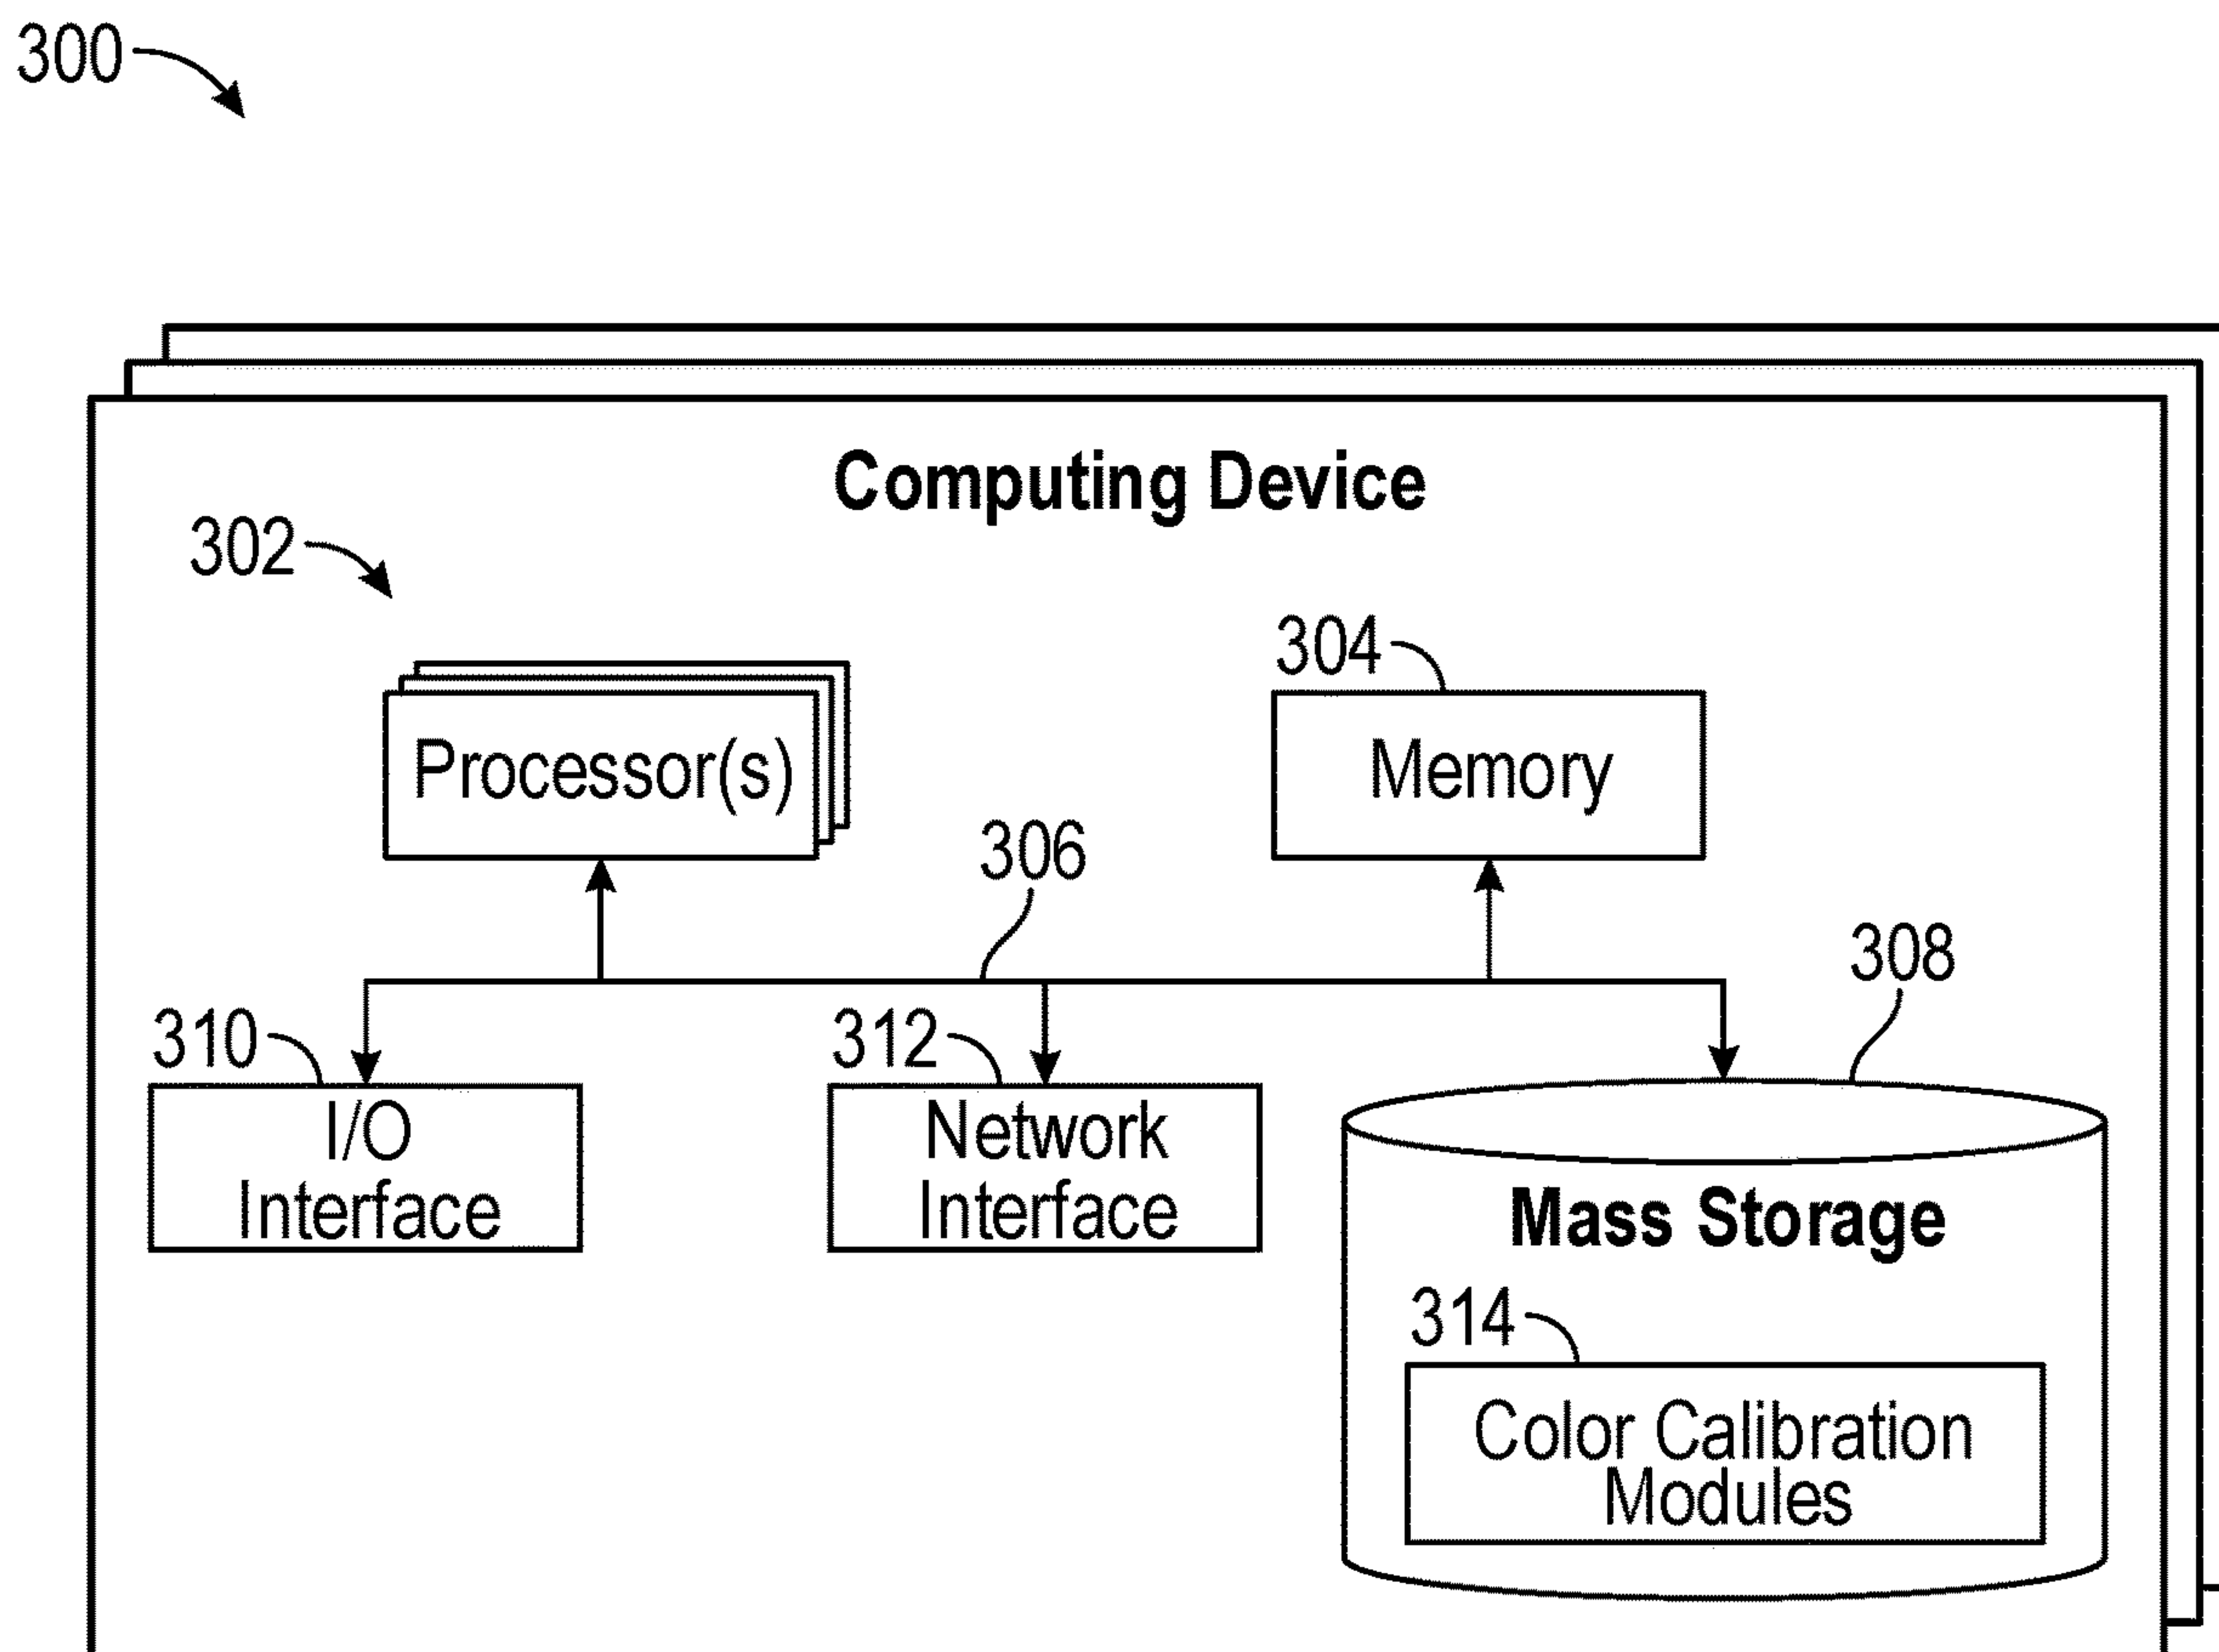 300
Computing Device
302
304
Processor(s)
Memory
306
308
310
312
I/O
Interface
Network
Interface
Mass Storage
314
Color Calibration
Modules